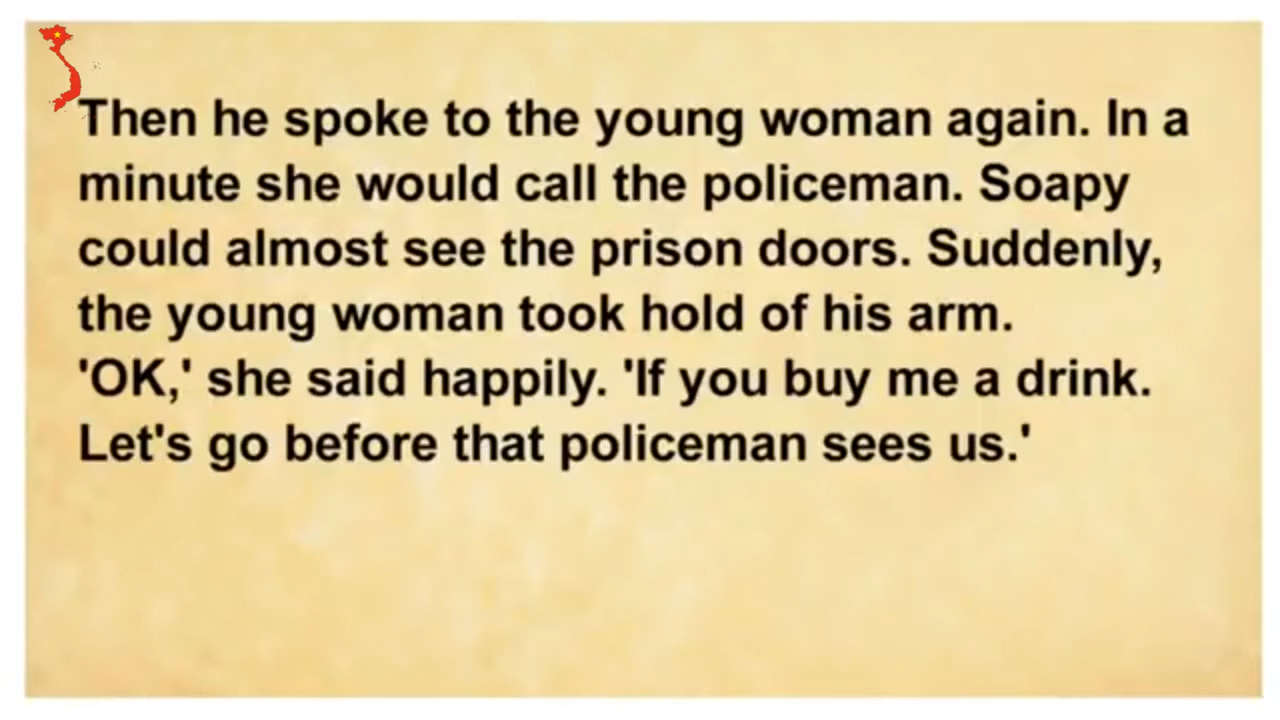 Then he spoke to the young woman again. In a
minute she would call the policeman. Soapy
could almost see the prison doors. Suddenly,
the young woman took hold of his arm.
'OK,' she said happily. 'If you buy me a drink.
Let's go before that policeman sees us.'